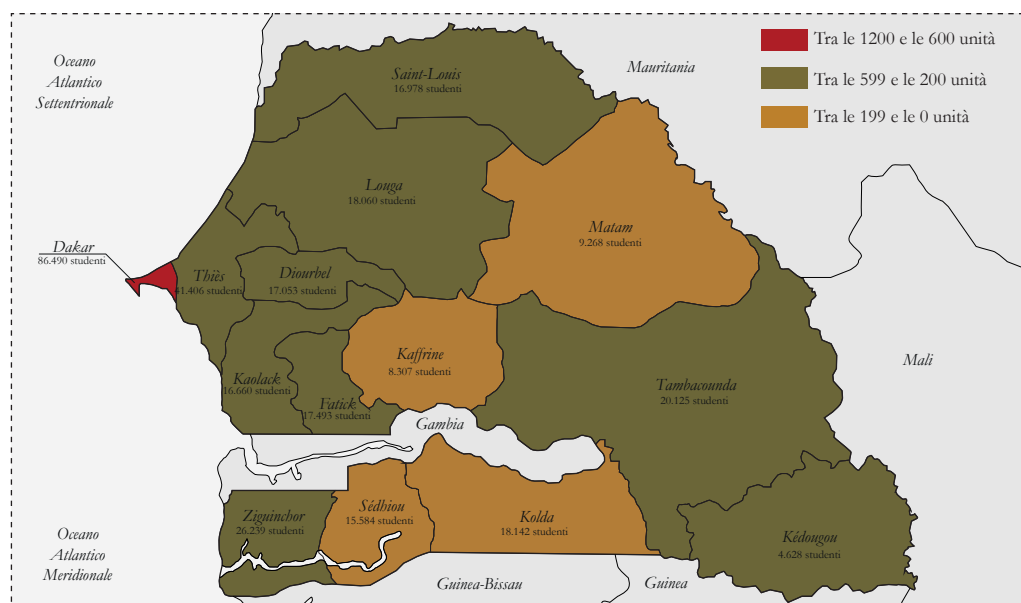 Oceano
Atlantico
Settentrionale
Mauritania
Tra le 1200 e le 600 unità
Tra le 599 e le 200 unità
Tra le 199 e le 0 unità
Saint-Louis
16.978 studenti
Louga
18.060 studenti
Matam
9.268 studenti
Dakar
86.490 studenti
Thiès
41.406 studenti
Diourbel
17.053 studenti
Kaffrine
8.307 studenti
Mali
Kaolack
16.660 studenti
Fatick
17.493 studenti
Tambacounda
20.125 studenti
Gambia
Ziguinchor
26.239 studenti
Sédhiou
15.584 studenti
Kolda
18.142 studenti
Kédougou
4.628 studenti
Oceano
Atlantico
Meridionale
Guinea-Bissau
Guinea